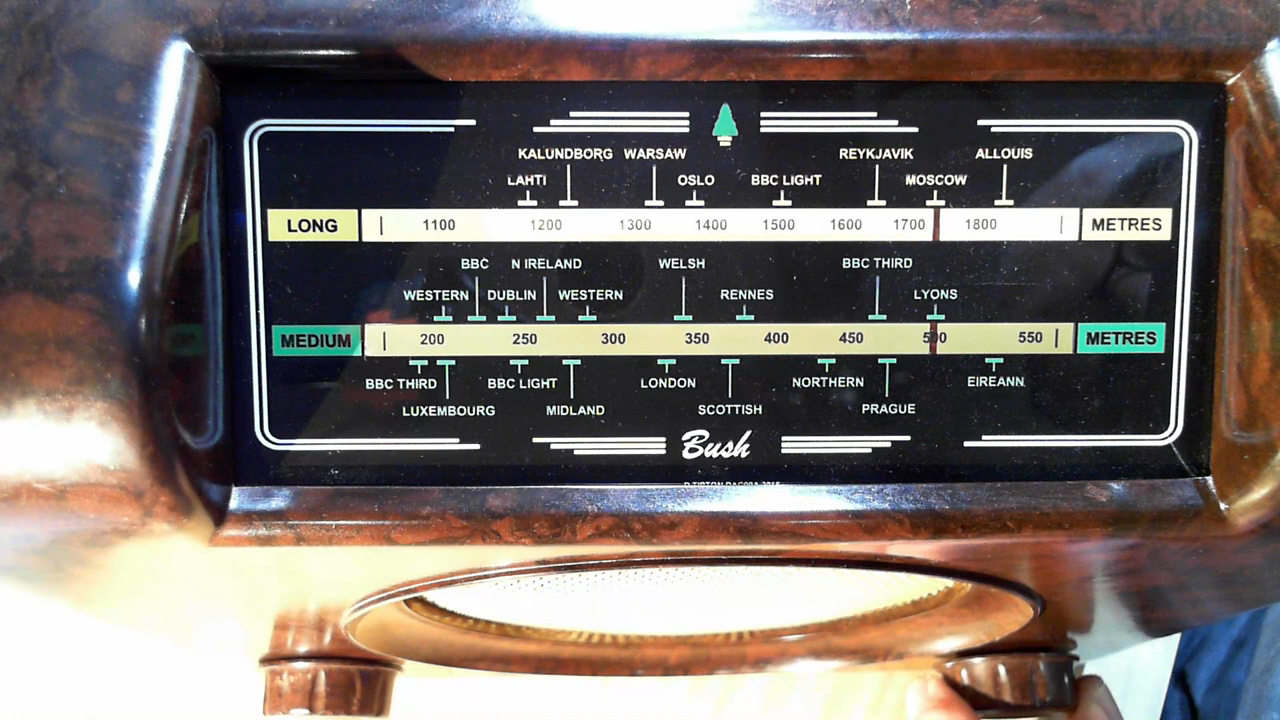 KALUNDBORG WARSAW REYKJAVIK ALLOUIS
LAHTI OSLO BBC LIGHT MOSCOW
LONG 1100 1200 1300 1400 1500 1600 1700 1800 METRES
BBC N IRELAND WELSH BBC THIRD
WESTERN DUBLIN WESTERN RENNES LYONS
MEDIUM 200 250 300 350 400 450 500 550 METRES
BBC THIRD BBC LIGHT LONDON NORTHERN EIREANN
LUXEMBOURG MIDLAND SCOTTISH PRAGUE
Bush